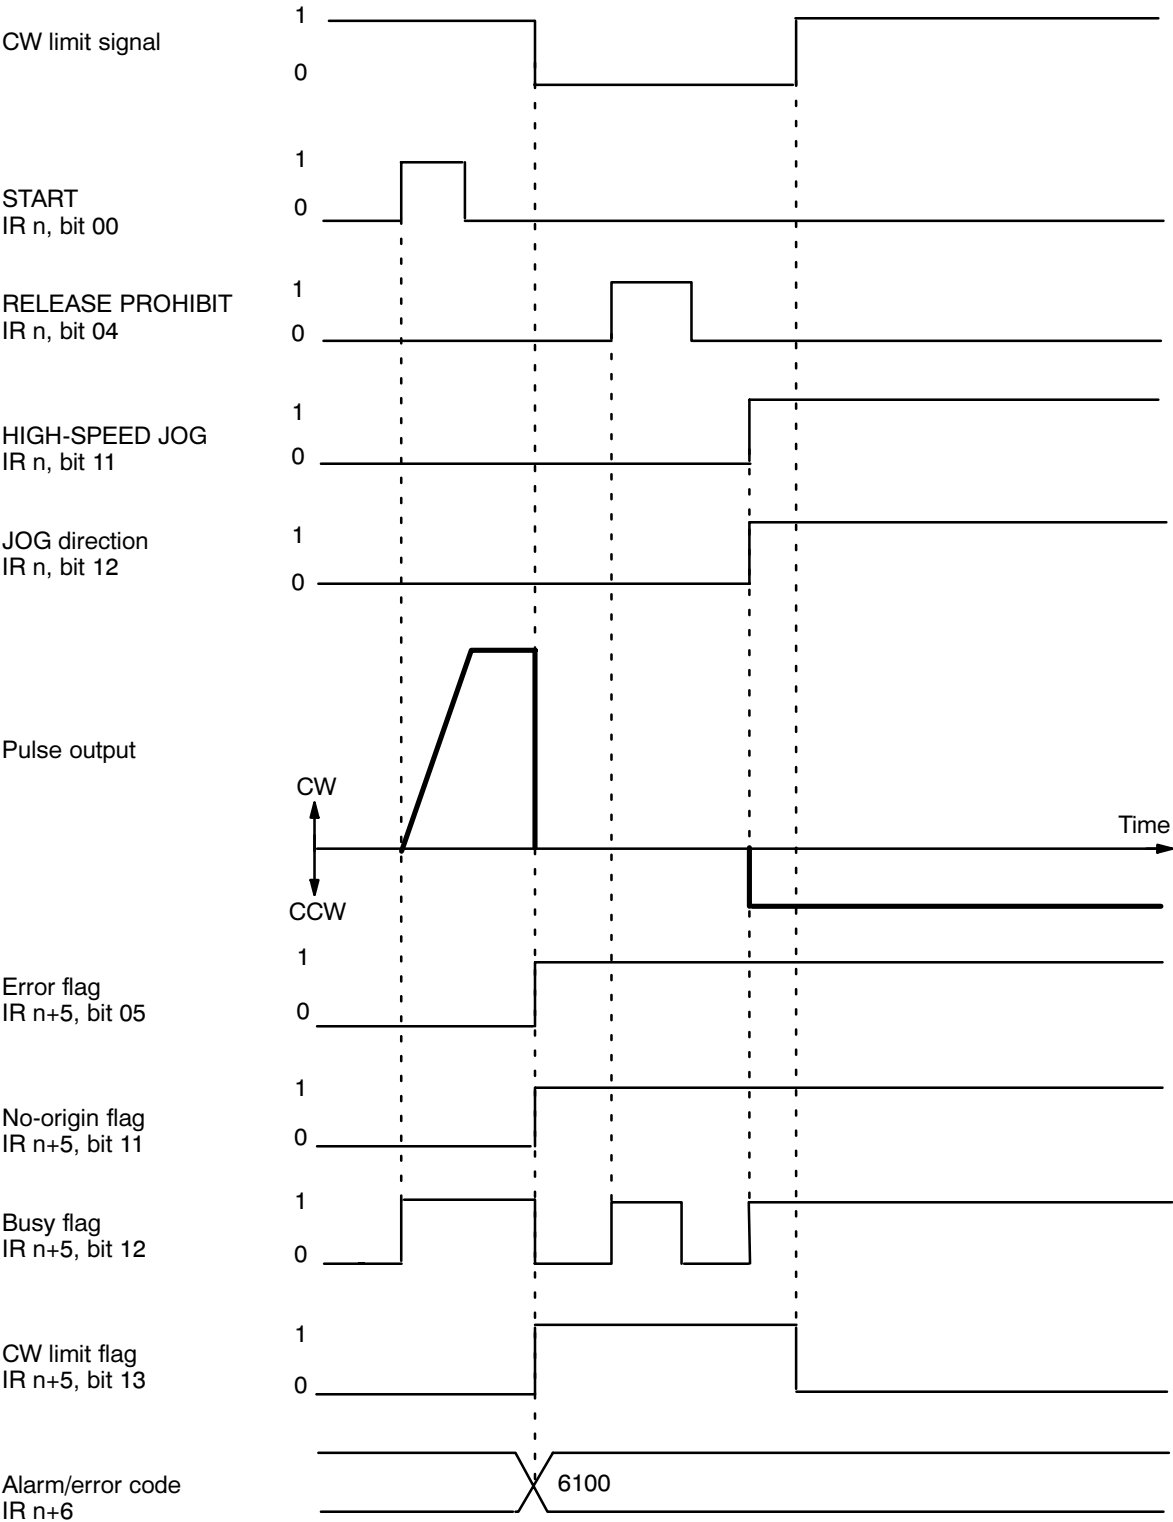 1
CW limit signal
0
1
START
0
IR n, bit 00
1
RELEASE PROHIBIT
IR n, bit 04
0
1
HIGH-SPEED JOG
IR n, bit 11
0
1
JOG direction
IR n, bit 12
0
Pulse output
CW
Time
CCW
1
Error flag
IR n+5, bit 05
0
1
No-origin flag
IR n+5, bit 11
0
1
Busy flag
IR n+5, bit 12
0
1
CW limit flag
IR n+5, bit 13
0
Alarm/error code
6100
IR n+6